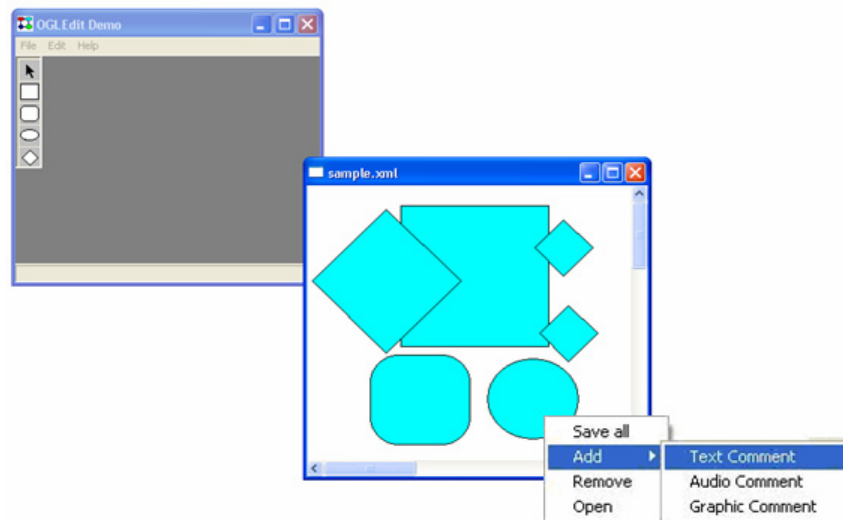 OGLEdit Demo
File Edit Help
sample.xml
Save all
Add
Remove
Open
Text Comment
Audio Comment
Graphic Comment